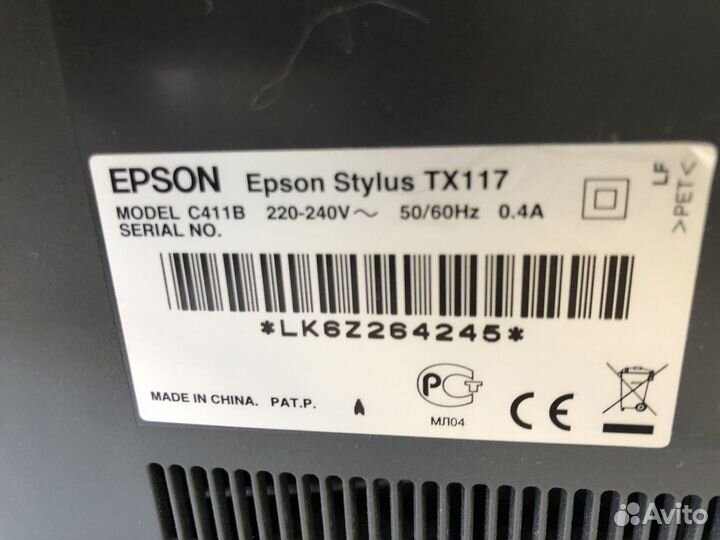 EPSON Epson Stylus TX117
MODEL C411B 220-240V~ 50/60Hz 0.4A
SERIAL NO.
LF
>PET<
*LK6Z264245*
MADE IN CHINA. PAT.P. A
РСТ
МЛ04
CE
Avito